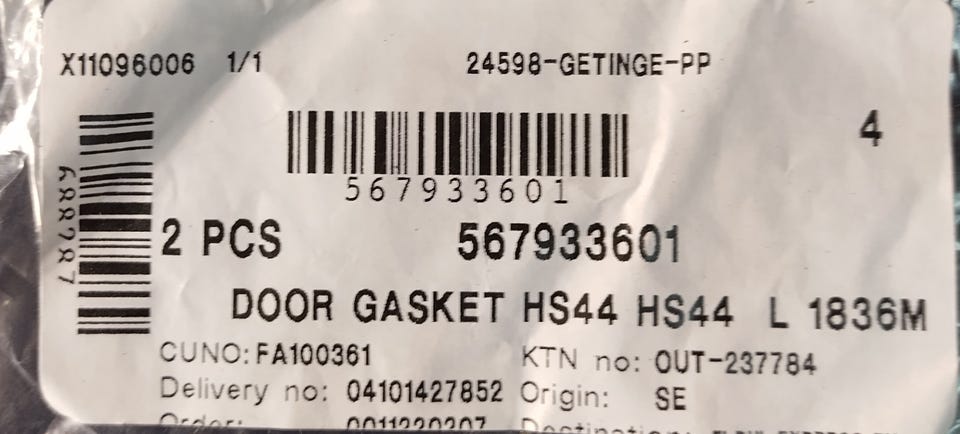 X11096006 1/1 24598-GETINGE-PP
4
567933601
2 PCS 567933601
DOOR GASKET HS44 HS44 L 1836M
CUNO: FA100361 KTN no: OUT-237784
Delivery no: 04101427852 Origin: SE
Order: